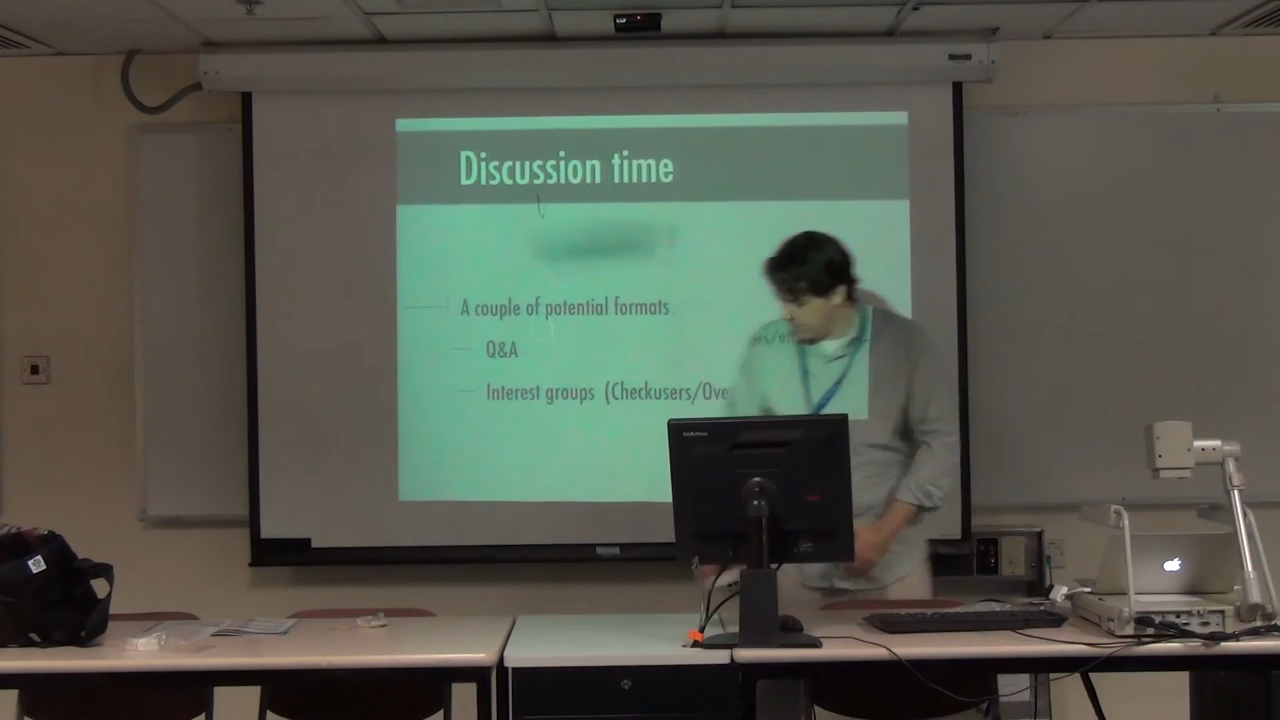 Discussion time
A couple of potential formats
Q&A
Interest groups (Checkusers/Ove